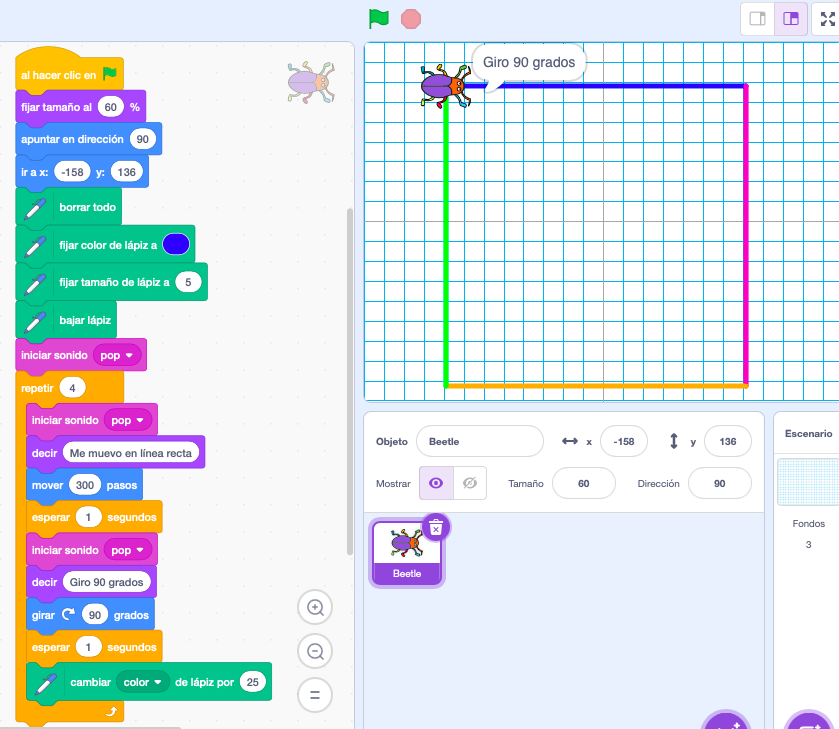 al hacer clic en
fijar tamaño al 60 %
apuntar en dirección 90
ir a x: -158 y: 136
borrar todo
fijar color de lápiz a
fijar tamaño de lápiz a 5
bajar lápiz
iniciar sonido pop
repetir 4
iniciar sonido pop
decir Me muevo en línea recta
mover 300 pasos
esperar 1 segundos
iniciar sonido pop
decir Giro 90 grados
girar 90 grados
esperar 1 segundos
cambiar color de lápiz por 25
Giro 90 grados
Objeto Beetle x -158 y 136
Mostrar Tamaño 60 Dirección 90
Beetle
Escenario
Fondos
3